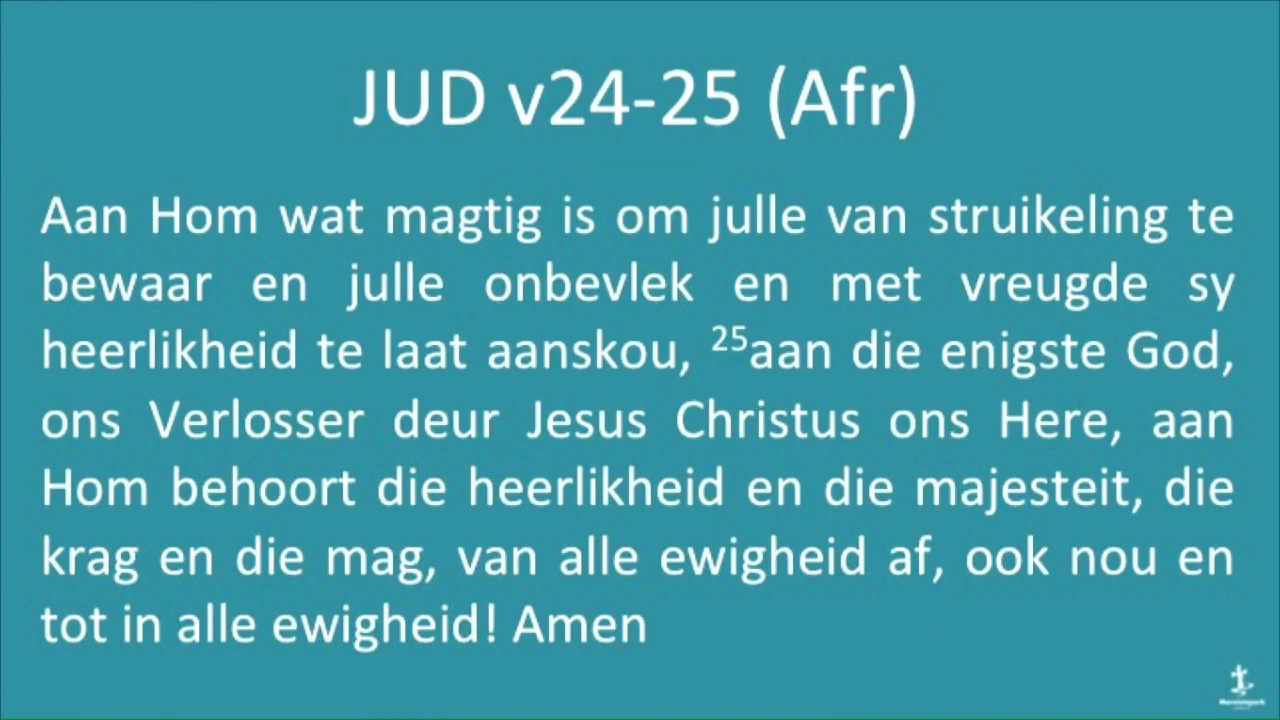 JUD v24-25 (Afr)
Aan Hom wat magtig is om julle van struikeling te
bewaar en julle onbevlek en met vreugde sy
heerlikheid te laat aanskou, ²⁵aan die enigste God,
ons Verlosser deur Jesus Christus ons Here, aan
Hom behoort die heerlikheid en die majesteit, die
krag en die mag, van alle ewigheid af, ook nou en
tot in alle ewigheid! Amen